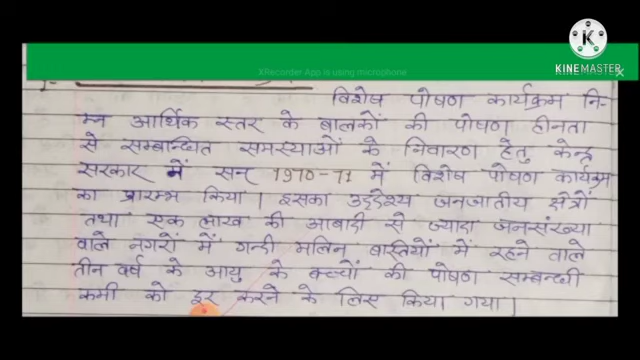 KINEMASTER
XRecorder App is using microphone
विशेष पोषण कार्यक्रम नि-
म्न आर्थिक स्तर के बालकों की पोषण हीनता
से सम्बान्धित समस्याओं के निवारण हेतु केन्द्र
सरकार में सन् 1970-71 में विशेष पोषण कार्यक्रम
का प्रारम्भ किया। इसका उद्देश्य जनजातीय क्षेत्रों
तथा एक लाख की आबादी से ज्यादा जनसंख्या
वाले नगरों में गन्दी मलिन बास्तियों में रहने वाले
तीन वर्ष के आयु के बच्चों की पोषण सम्बन्धी
कमी को दूर करने के लिस किया गया।